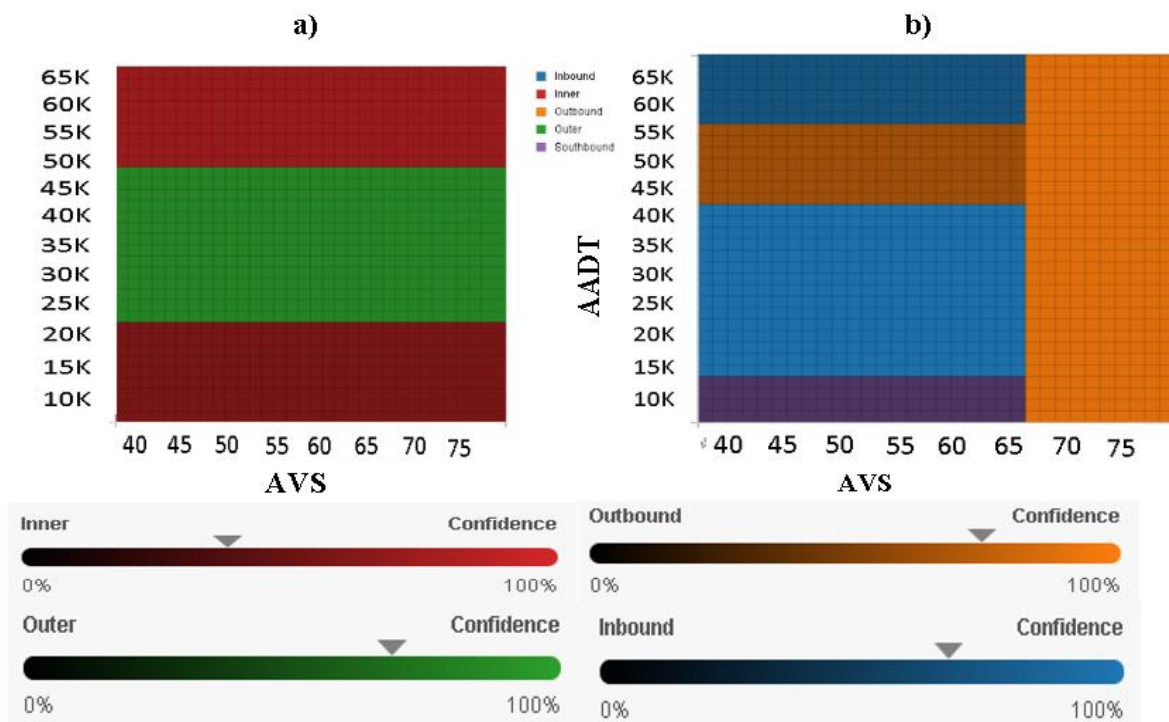 a)
65K
60K
55K
50K
45K
40K
35K
30K
25K
20K
15K
10K
40 45 50 55 60 65 70 75
AVS
Inbound
Inner
Outbound
Outer
Southbound
b)
AADT
65K
60K
55K
50K
45K
40K
35K
30K
25K
20K
15K
10K
40 45 50 55 60 65 70 75
AVS
Inner Confidence
0% 100%
Outer Confidence
0% 100%
Outbound Confidence
0% 100%
Inbound Confidence
0% 100%